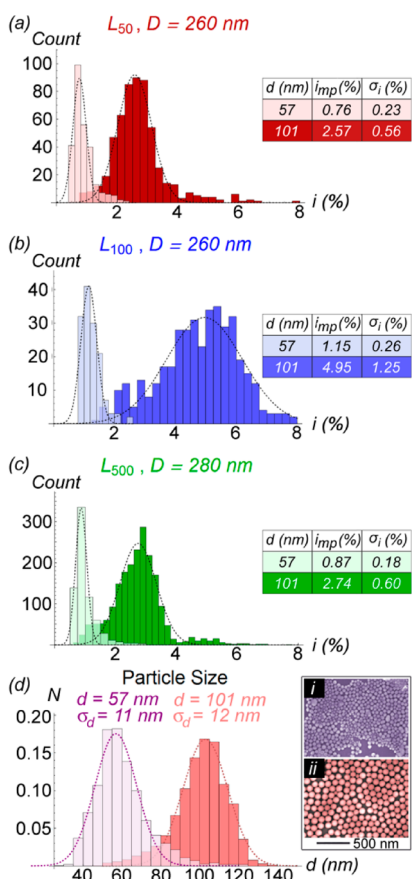 (a) L50 , D = 260 nm
Count
100
80
60
40
20
0 2 4 6 8 i (%)
d (nm) imp(%) σi (%)
57 0.76 0.23
101 2.57 0.56
(b) L100 , D = 260 nm
Count
40
30
20
10
0 2 4 6 8 i (%)
d (nm) imp(%) σi (%)
57 1.15 0.26
101 4.95 1.25
(c) L500 , D = 280 nm
Count
300
200
100
0 2 4 6 8 i (%)
d (nm) imp(%) σi (%)
57 0.87 0.18
101 2.74 0.60
Particle Size
(d) N d = 57 nm d = 101 nm
σd = 11 nm σd = 12 nm
0.20
0.15
0.10
0.05
40 60 80 100 120 140 d (nm)
i
ii
500 nm